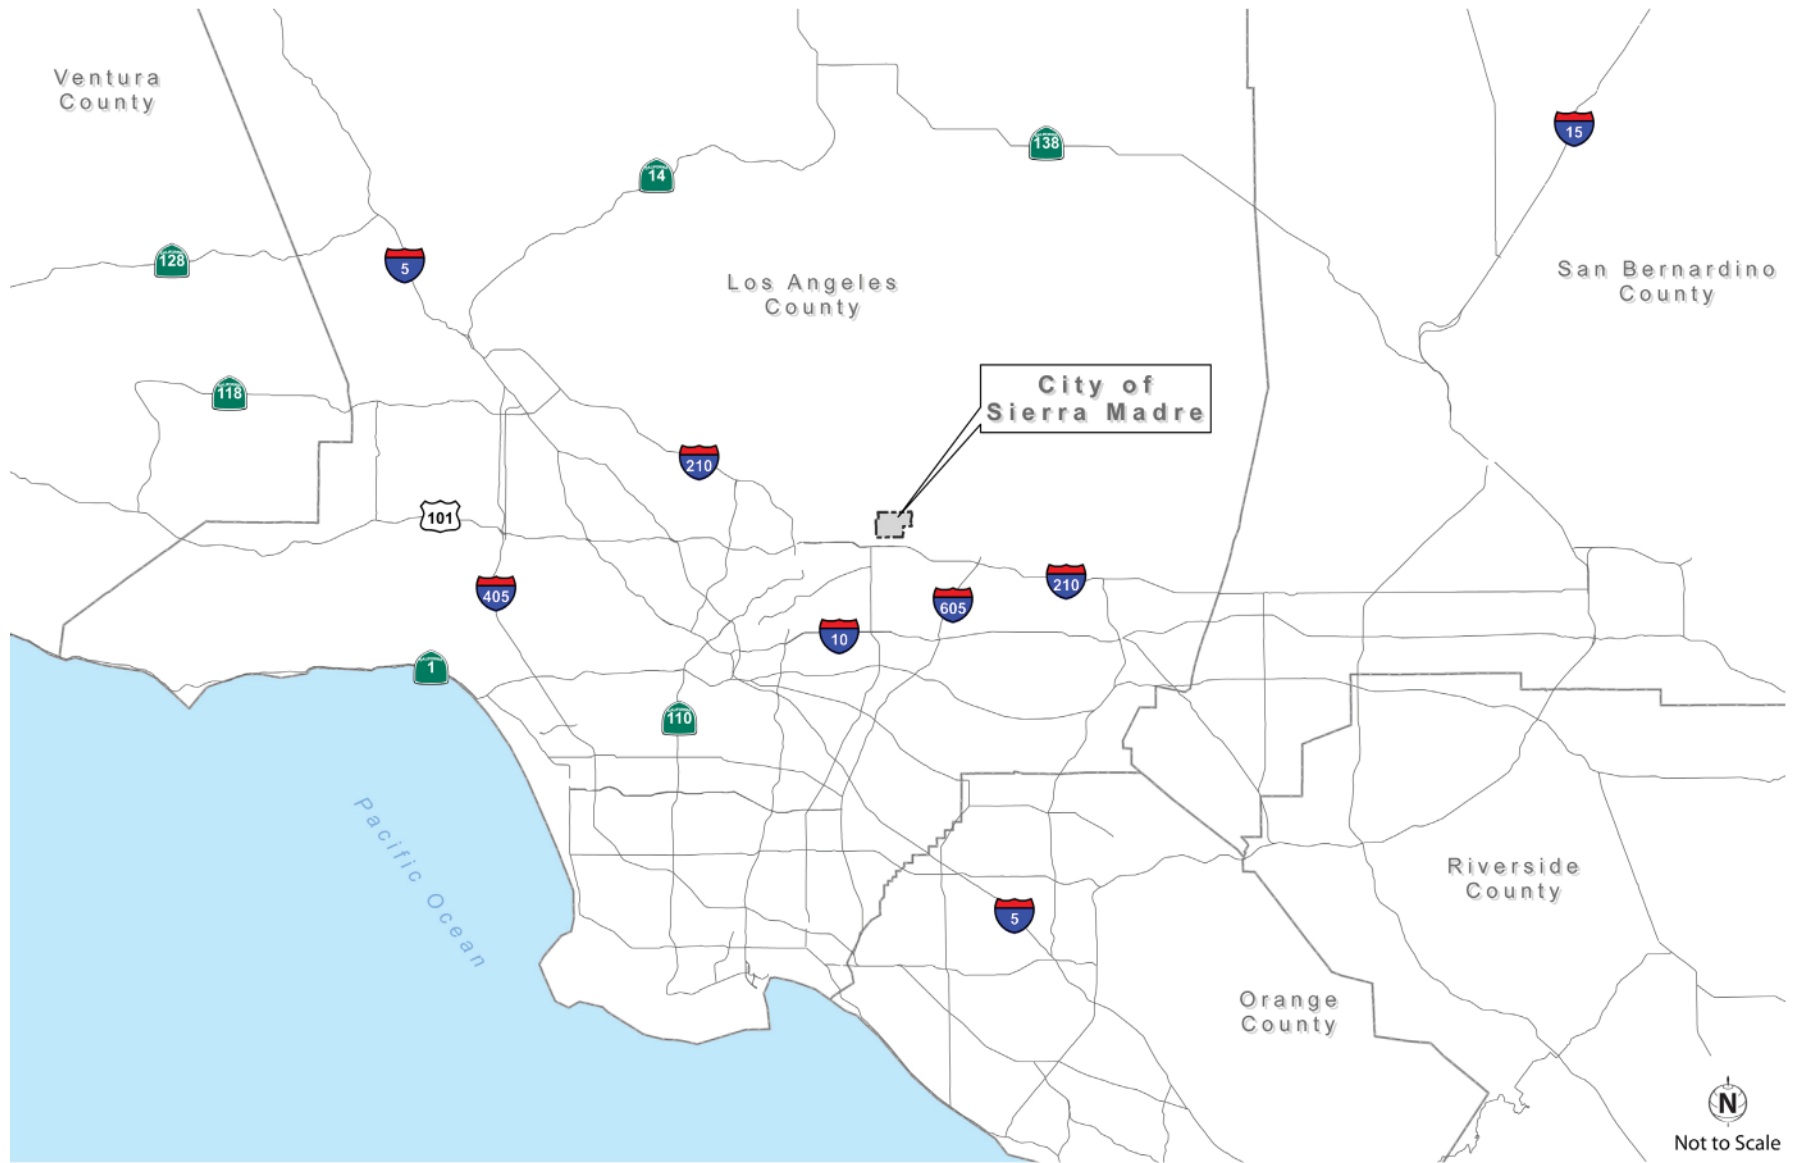 Ventura
County
15
138
14
128
5
San Bernardino
County
Los Angeles
County
118
City of
Sierra Madre
210
101
210
405
605
10
1
110
Pacific Ocean
Riverside
County
5
Orange
County
N
Not to Scale